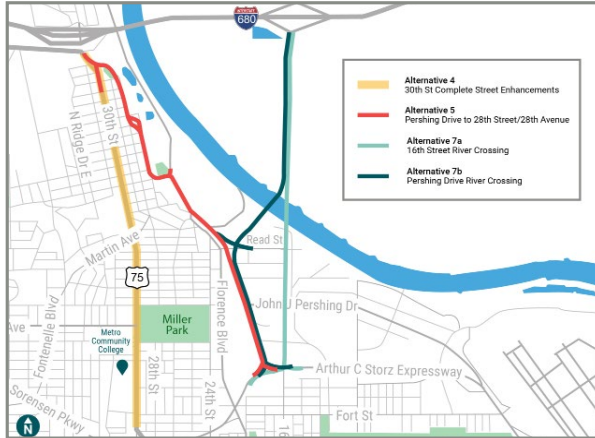 INTERSTATE
680
Alternative 4
30th St Complete Street Enhancements
Alternative 5
Pershing Drive to 28th Street/28th Avenue
Alternative 7a
16th Street River Crossing
Alternative 7b
Pershing Drive River Crossing
30th St
N Ridge Dr E
Martin Ave
Read St
75
Fontenelle Blvd
Florence Blvd
John J Pershing Dr
Miller
Park
Ave
Metro
Community
College
28th St
24th St
Arthur C Storz Expressway
Sorensen Pkwy
16
Fort St
N